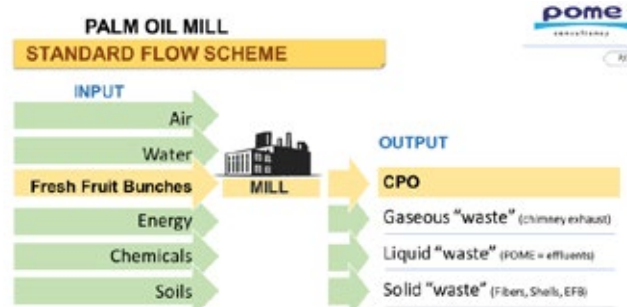 PALM OIL MILL
STANDARD FLOW SCHEME
pome
consultancy
INPUT
Air
Water
Fresh Fruit Bunches
Energy
Chemicals
Soils
MILL
OUTPUT
CPO
Gaseous “waste” (chimney exhaust)
Liquid “waste” (POME = effluents)
Solid “waste” (Fibers, Shells, EFB)